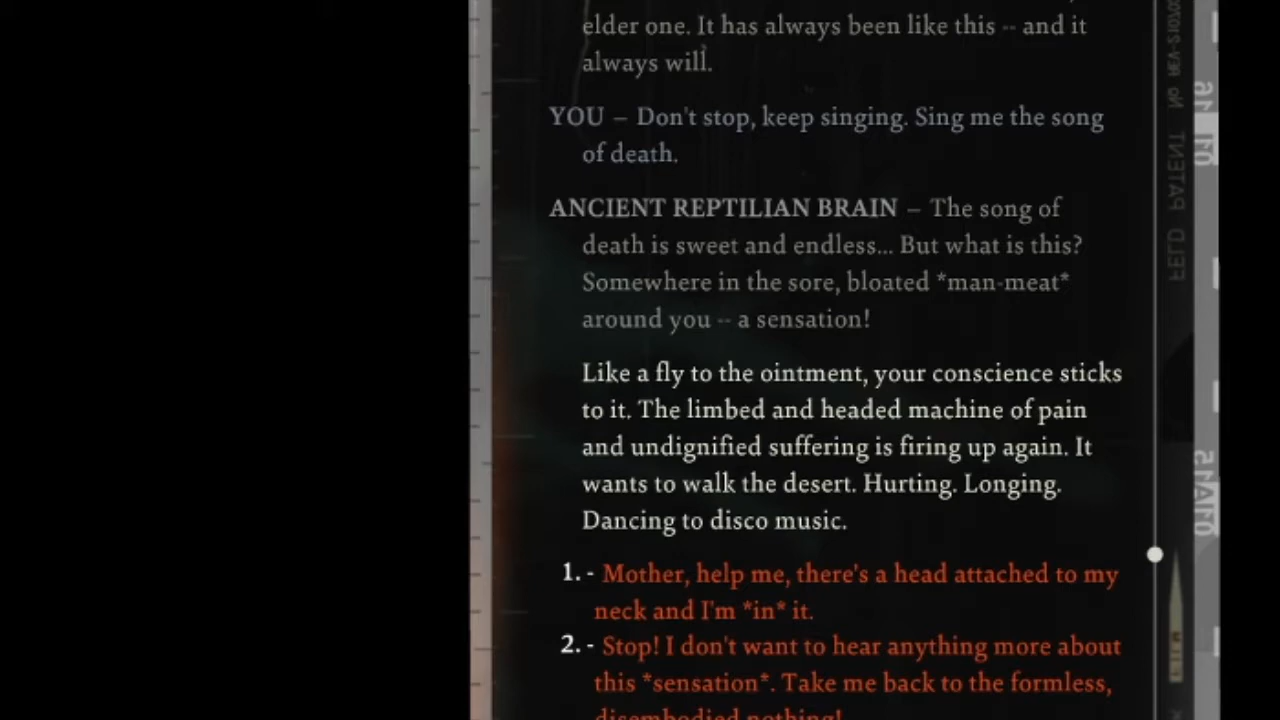 elder one. It has always been like this -- and it
always will.
YOU – Don't stop, keep singing. Sing me the song
of death.
ANCIENT REPTILIAN BRAIN – The song of
death is sweet and endless... But what is this?
Somewhere in the sore, bloated *man-meat*
around you -- a sensation!
Like a fly to the ointment, your conscience sticks
to it. The limbed and headed machine of pain
and undignified suffering is firing up again. It
wants to walk the desert. Hurting. Longing.
Dancing to disco music.
1. - Mother, help me, there's a head attached to my
neck and I'm *in* it.
2. - Stop! I don't want to hear anything more about
this *sensation*. Take me back to the formless,
disembodied nothing!
FELD PATENT